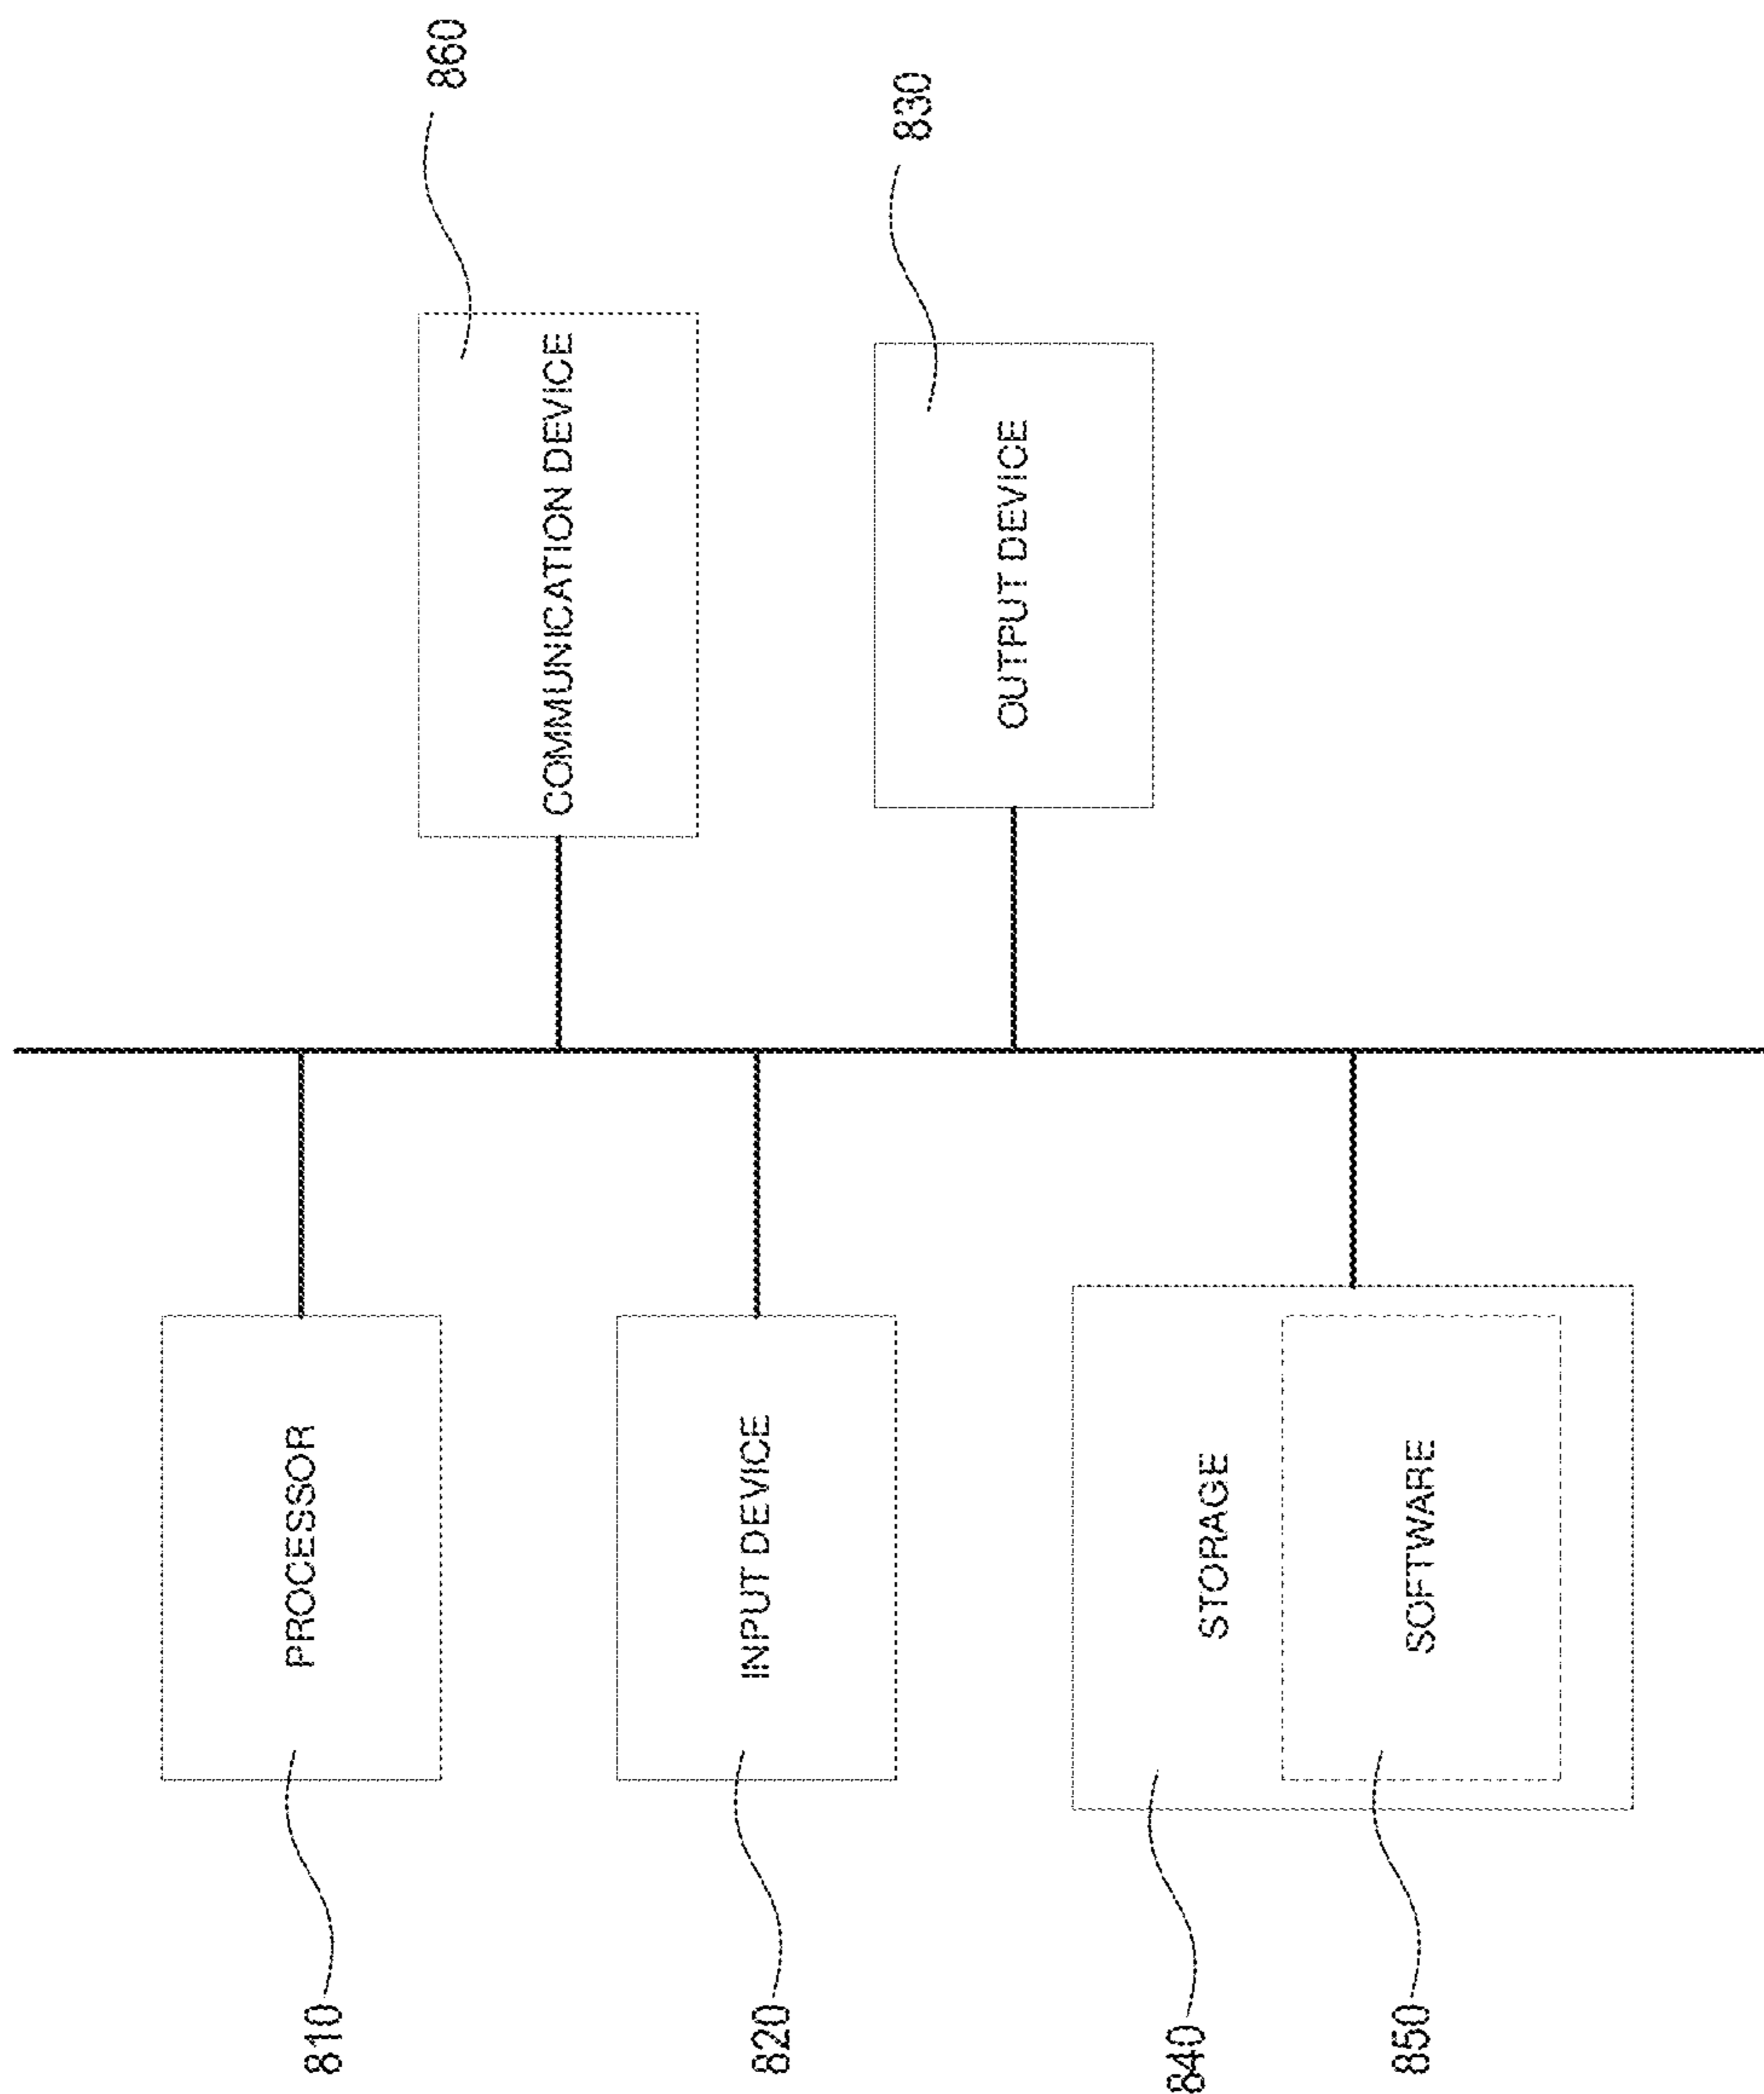 810
PROCESSOR
820
INPUT DEVICE
840
STORAGE
850
SOFTWARE
COMMUNICATION DEVICE
860
OUTPUT DEVICE
830